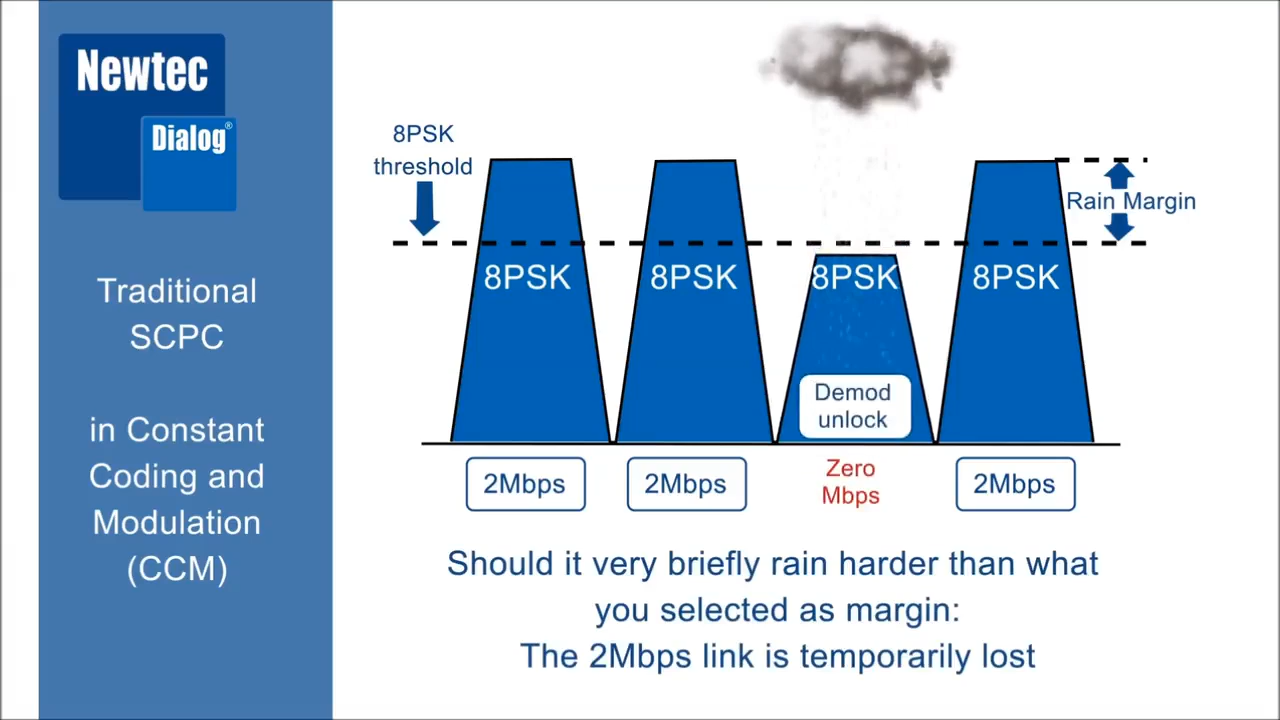 Newtec
Dialog®
Traditional
SCPC
in Constant
Coding and
Modulation
(CCM)
8PSK
threshold
Rain Margin
8PSK
8PSK
8PSK
8PSK
Demod
unlock
2Mbps
2Mbps
Zero
Mbps
2Mbps
Should it very briefly rain harder than what
you selected as margin:
The 2Mbps link is temporarily lost